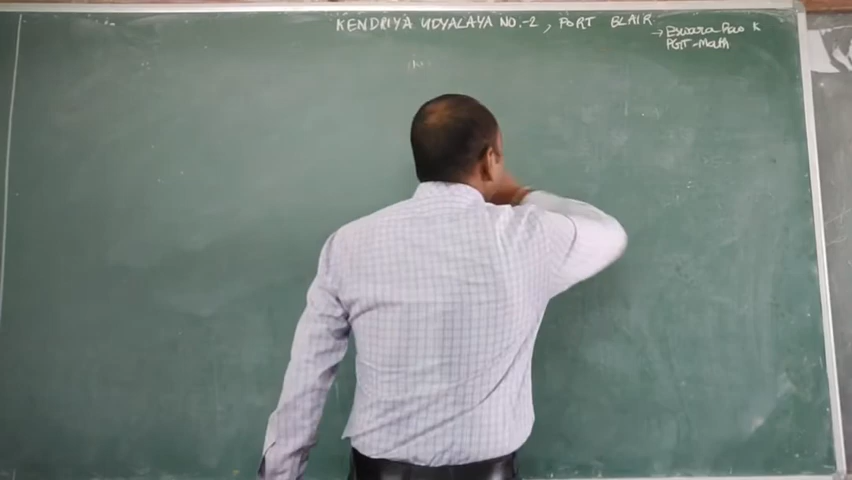 KENDRIYA VIDYALAYA NO.-2, PORT BLAIR
→ Eswara Rao K
PGT-Math